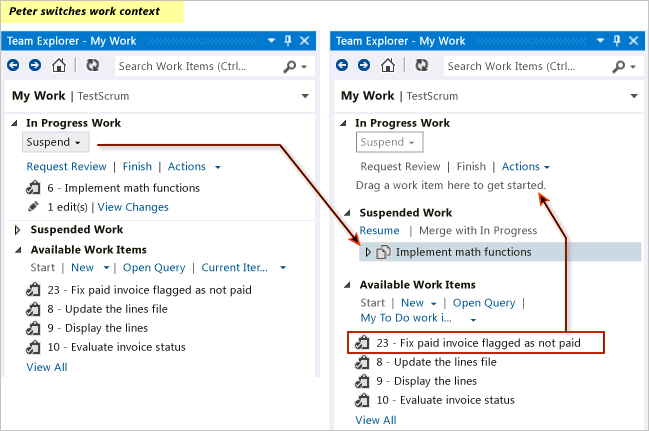 Peter switches work context
Team Explorer - My Work
Search Work Items (Ctrl...
My Work | TestScrum
In Progress Work
Suspend
Request Review | Finish | Actions
6 - Implement math functions
1 edit(s) | View Changes
Suspended Work
Available Work Items
Start | New | Open Query | Current Iter...
23 - Fix paid invoice flagged as not paid
8 - Update the lines file
9 - Display the lines
10 - Evaluate invoice status
View All
Team Explorer - My Work
Search Work Items (Ctrl...
My Work | TestScrum
In Progress Work
Suspend
Request Review | Finish | Actions
Drag a work item here to get started.
Suspended Work
Resume | Merge with In Progress
Implement math functions
Available Work Items
Start | New | Open Query |
My To Do work i...
23 - Fix paid invoice flagged as not paid
8 - Update the lines file
9 - Display the lines
10 - Evaluate invoice status
View All